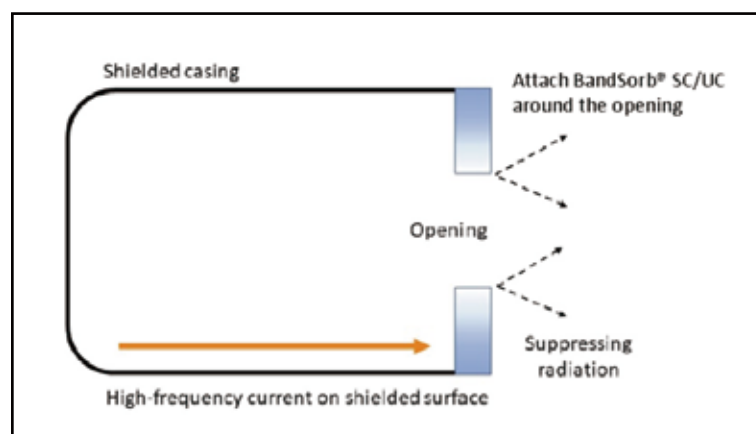 Shielded casing
Attach BandSorb® SC/UC
around the opening
Opening
Suppressing
radiation
High-frequency current on shielded surface